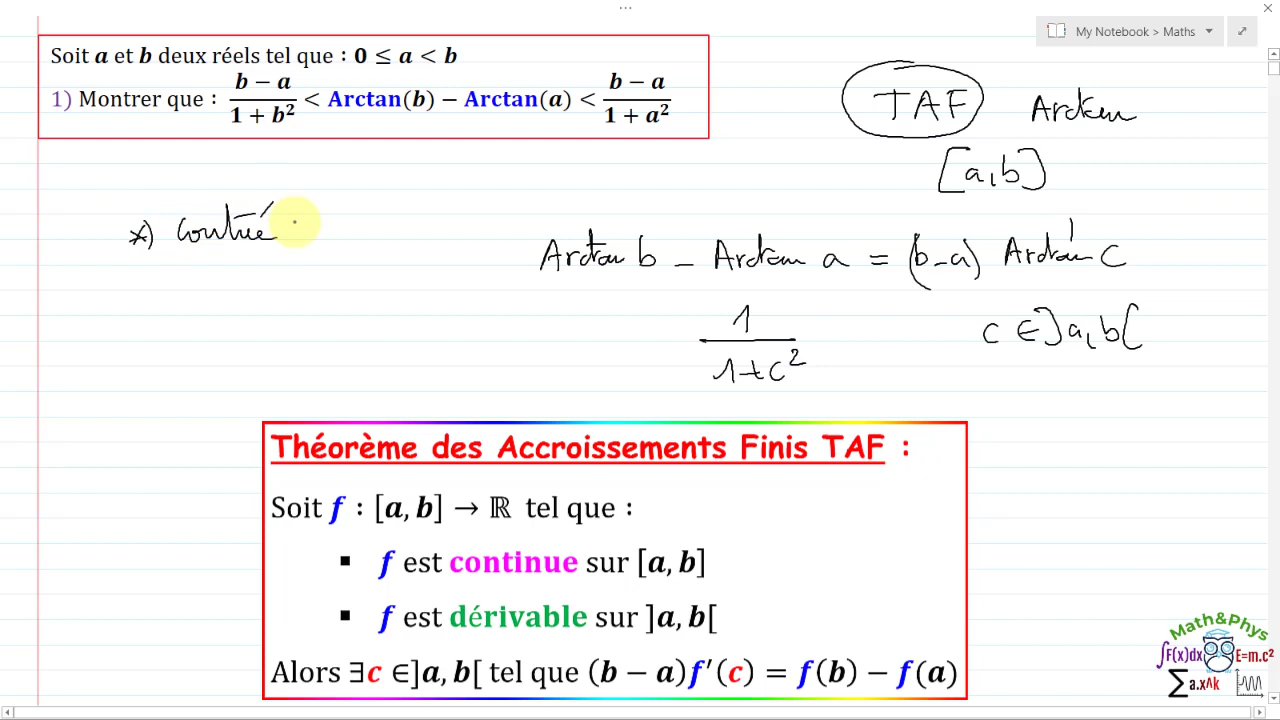 My Notebook > Maths
Soit a et b deux réels tel que : 0 ≤ a < b
1) Montrer que : (b − a)/(1 + b²) < Arctan(b) − Arctan(a) < (b − a)/(1 + a²)
TAF Arctan
[a, b]
*)
Arctan b − Arctan a = (b−a) Arctan' c
1/(1+c²)
c ∈ ]a, b[
Théorème des Accroissements Finis TAF :
Soit f : [a, b] → ℝ tel que :
▪ f est continue sur [a, b]
▪ f est dérivable sur ]a, b[
Alors ∃c ∈]a, b[ tel que (b − a)f′(c) = f(b) − f(a)
Math&Phys
∫F(x)dx E=m.c²
∑ a.x^k